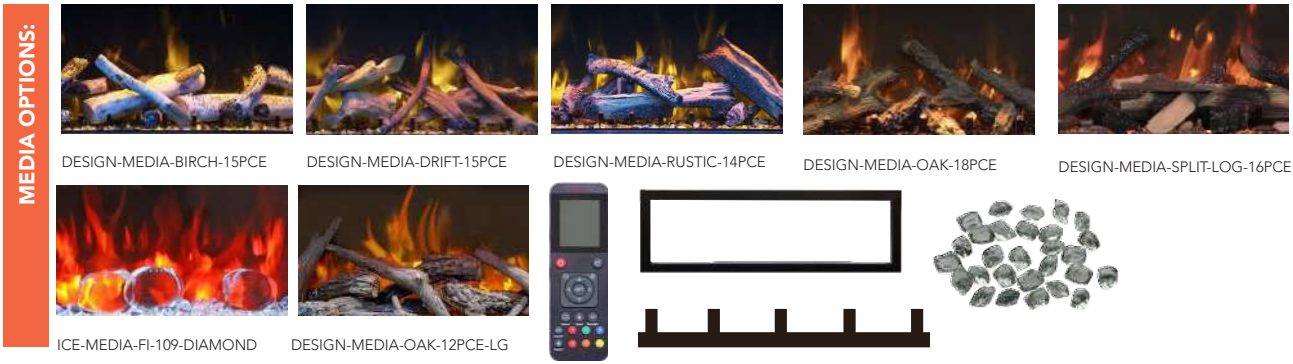 MEDIA OPTIONS:
DESIGN-MEDIA-BIRCH-15PCE
DESIGN-MEDIA-DRIFT-15PCE
DESIGN-MEDIA-RUSTIC-14PCE
DESIGN-MEDIA-OAK-18PCE
DESIGN-MEDIA-SPLIT-LOG-16PCE
ICE-MEDIA-FI-109-DIAMOND
DESIGN-MEDIA-OAK-12PCE-LG